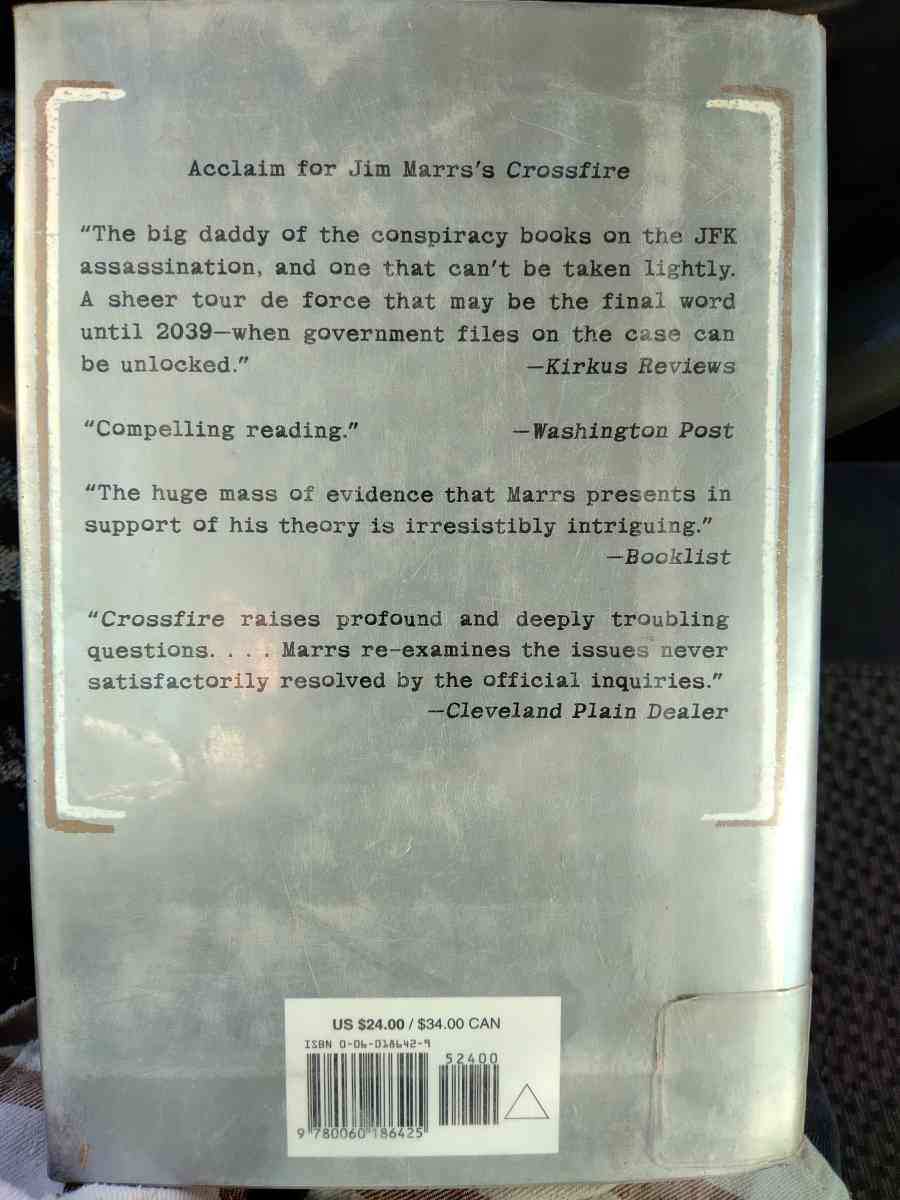 Acclaim for Jim Marrs's Crossfire
“The big daddy of the conspiracy books on the JFK
assassination, and one that can't be taken lightly.
A sheer tour de force that may be the final word
until 2039—when government files on the case can
be unlocked.” —Kirkus Reviews
“Compelling reading.” —Washington Post
“The huge mass of evidence that Marrs presents in
support of his theory is irresistibly intriguing.”
—Booklist
“Crossfire raises profound and deeply troubling
questions. . . . Marrs re-examines the issues never
satisfactorily resolved by the official inquiries.”
—Cleveland Plain Dealer
US $24.00 / $34.00 CAN
ISBN 0-06-018642-9
52400
9 780060 186425